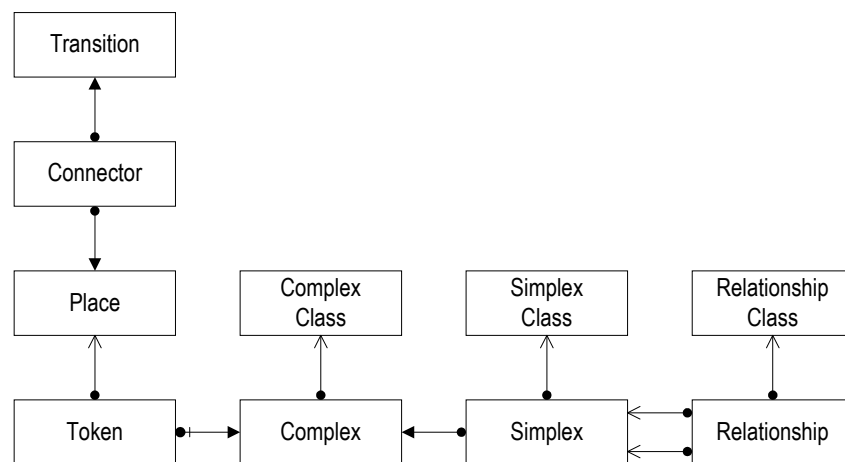 Transition
Connector
Place
Complex
Class
Simplex
Class
Relationship
Class
Token
Complex
Simplex
Relationship